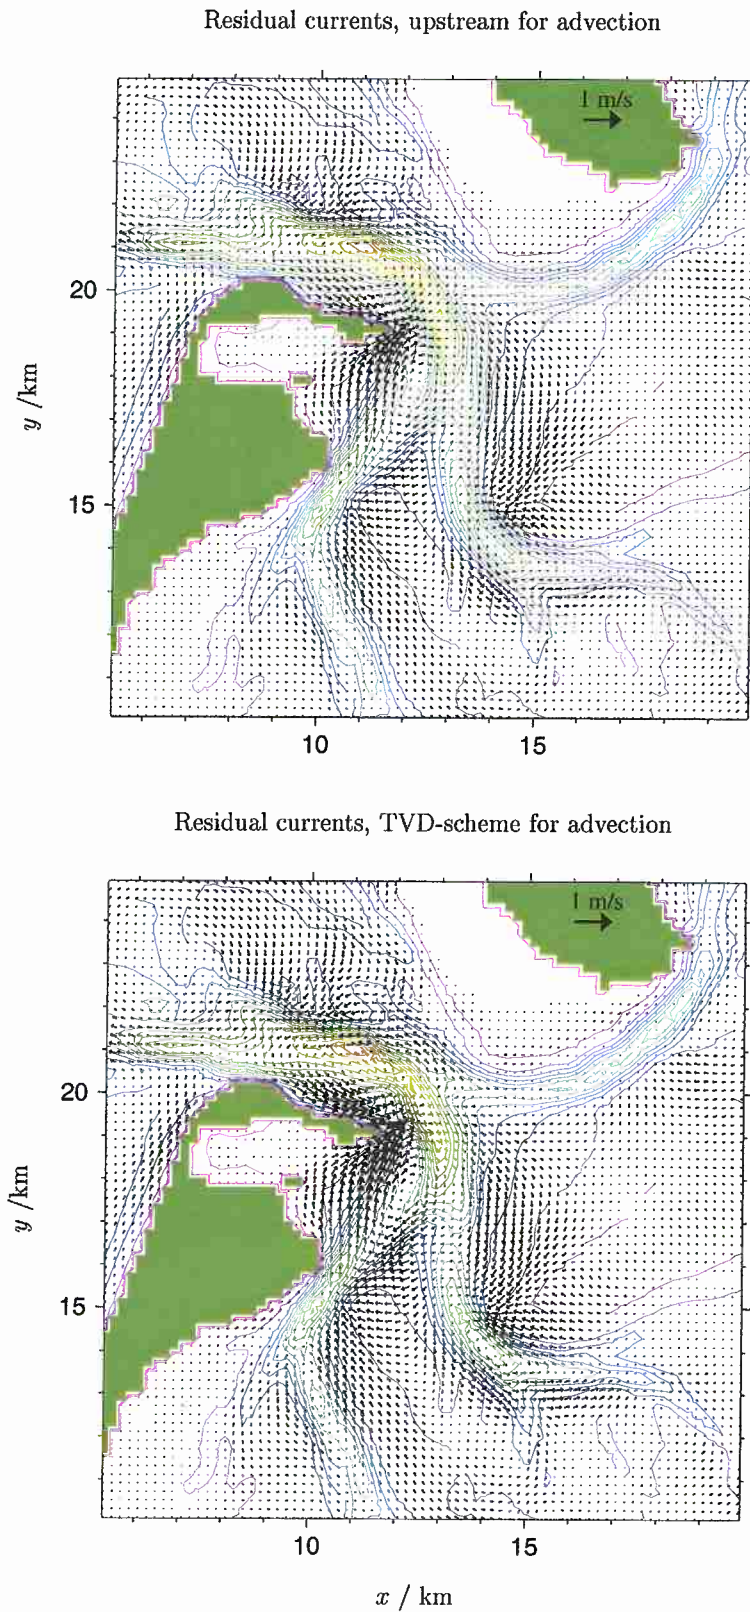 Residual currents, upstream for advection
1 m/s
20
15
y /km
10 15
Residual currents, TVD-scheme for advection
1 m/s
20
15
y /km
10 15
x / km